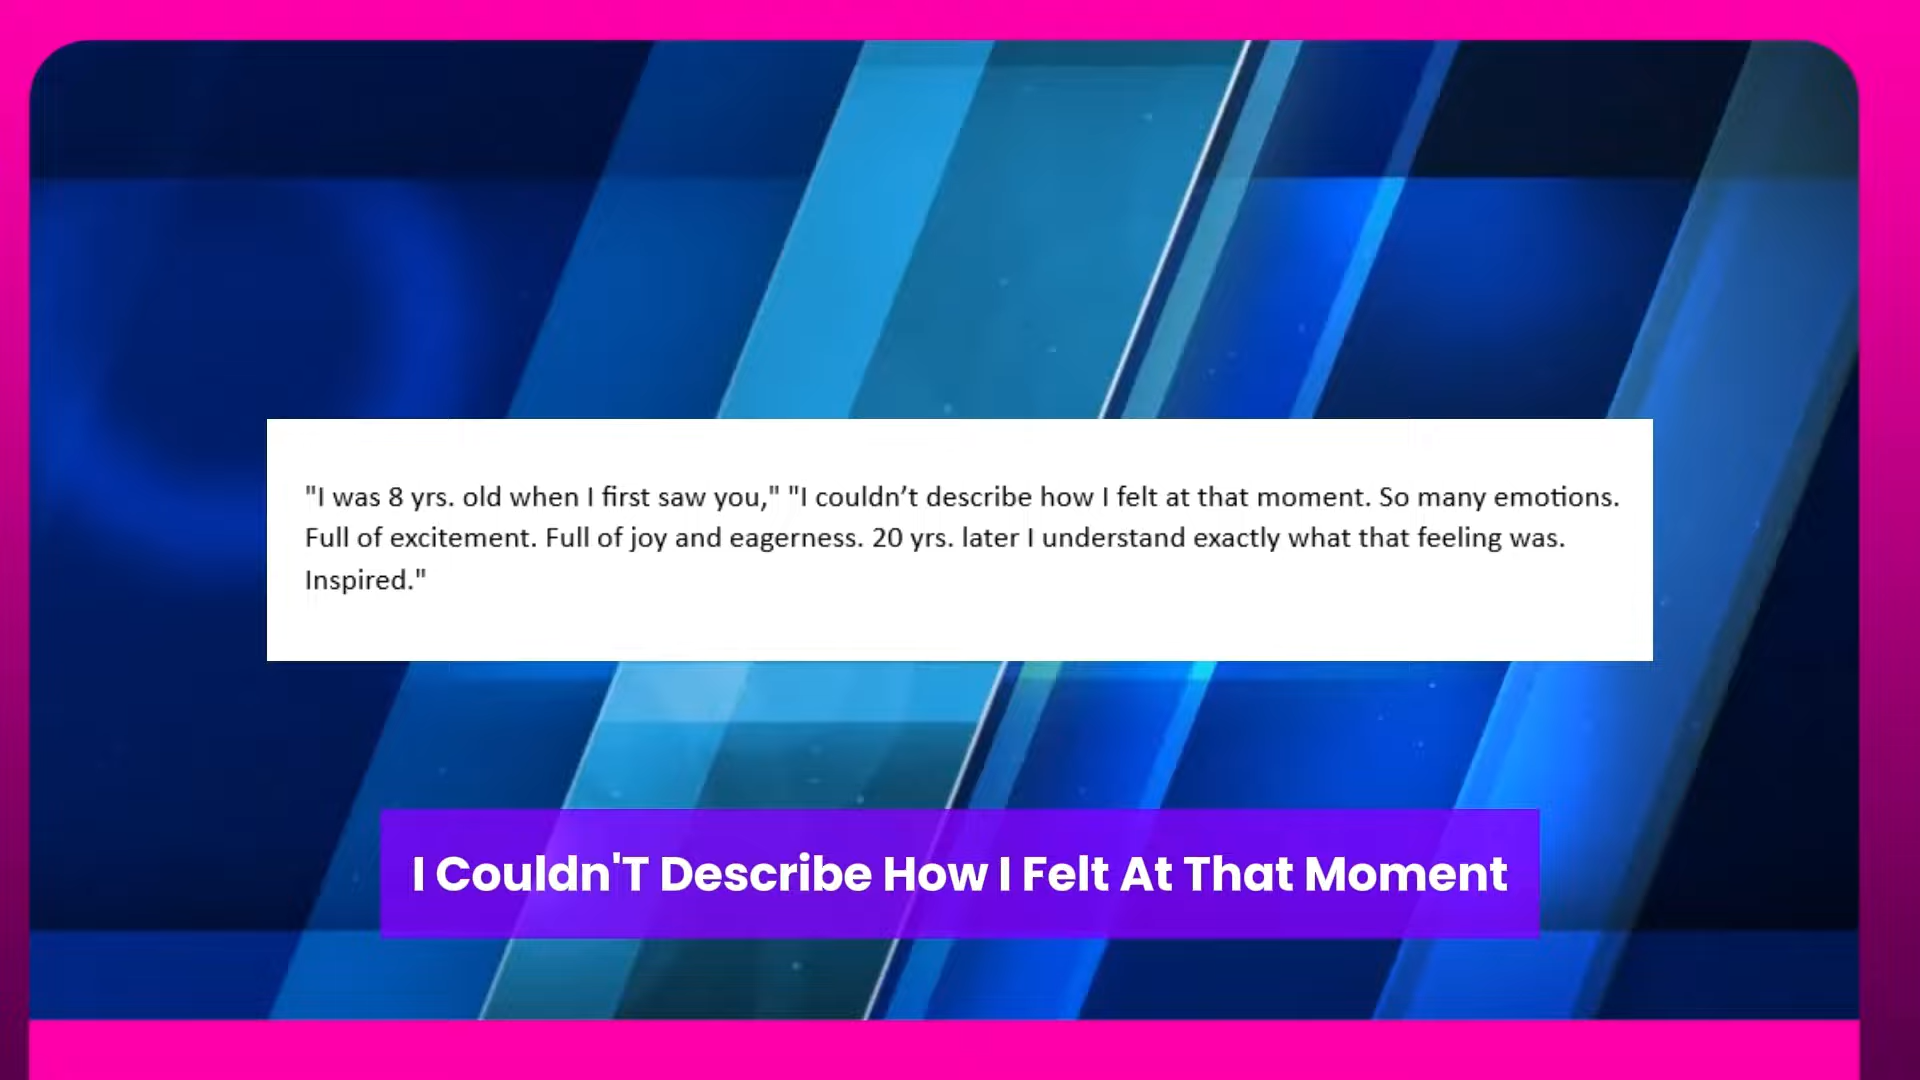 "I was 8 yrs. old when I first saw you," "I couldn’t describe how I felt at that moment. So many emotions.
Full of excitement. Full of joy and eagerness. 20 yrs. later I understand exactly what that feeling was.
Inspired."
I Couldn'T Describe How I Felt At That Moment